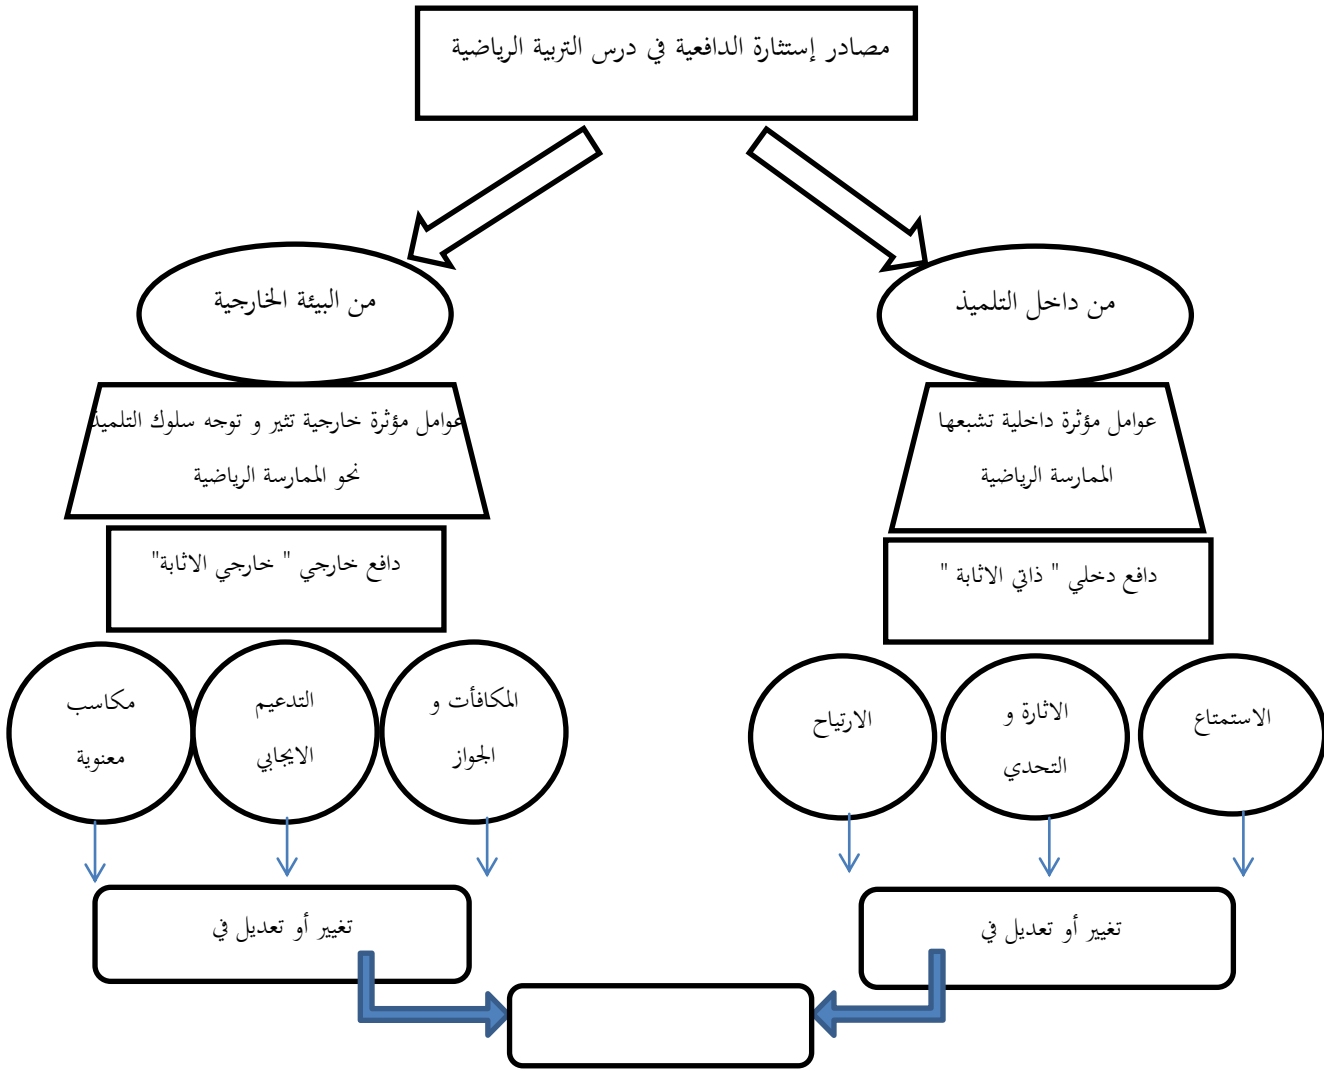 مصادر إستثارة الدافعية في درس التربية الرياضية
من داخل التلميذ
من البيئة الخارجية
عوامل مؤثرة داخلية تشبعها
الممارسة الرياضية
عوامل مؤثرة خارجية تثير و توجه سلوك التلميذ
نحو الممارسة الرياضية
دافع دخلي " ذاتي الاثابة "
دافع خارجي " خارجي الاثابة"
الاستمتاع
الاثارة و
التحدي
الارتياح
المكافأت و
الجواز
التدعيم
الايجابي
مكاسب
معنوية
تغيير أو تعديل في
تغيير أو تعديل في